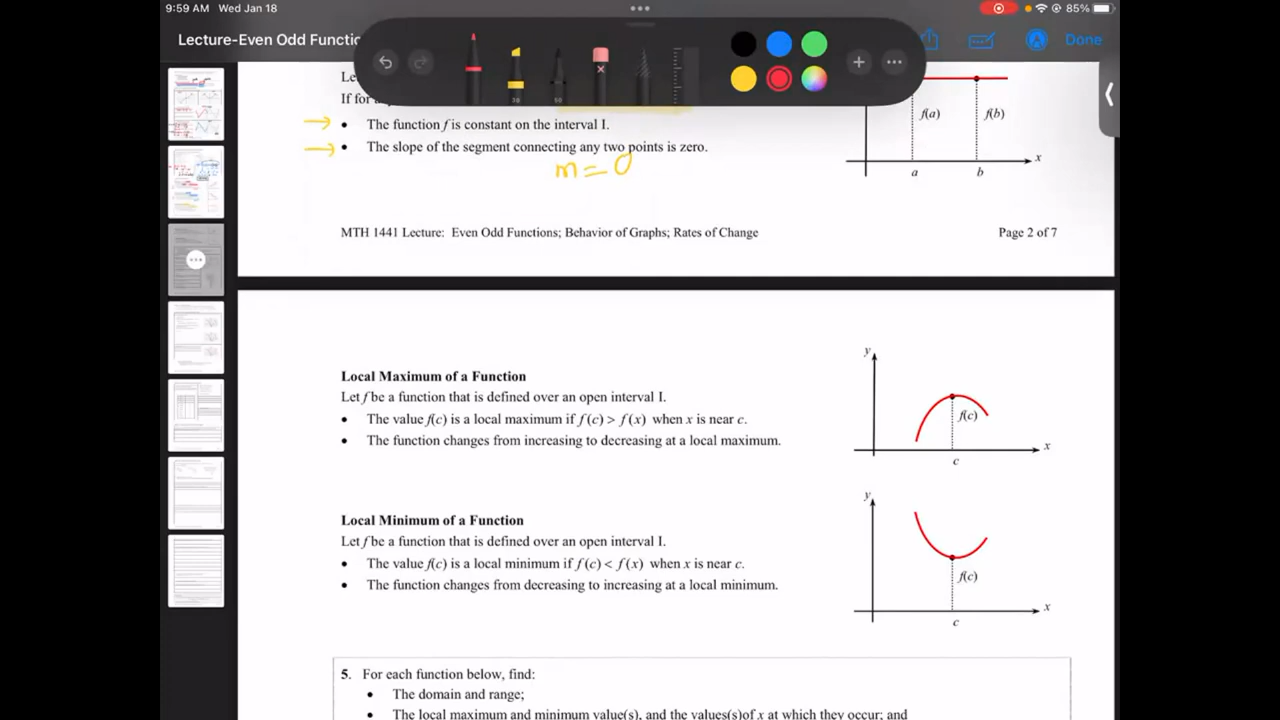 9:59 AM Wed Jan 18
85%
Lecture-Even Odd Functio
Done
Le
If for
→ • The function f is constant on the interval I.
→ • The slope of the segment connecting any two points is zero.
m = 0
f(a) f(b)
x
a b
MTH 1441 Lecture: Even Odd Functions; Behavior of Graphs; Rates of Change
Page 2 of 7
Local Maximum of a Function
Let f be a function that is defined over an open interval I.
• The value f(c) is a local maximum if f(c) > f(x) when x is near c.
• The function changes from increasing to decreasing at a local maximum.
y
f(c)
x
c
Local Minimum of a Function
Let f be a function that is defined over an open interval I.
• The value f(c) is a local minimum if f(c) < f(x) when x is near c.
• The function changes from decreasing to increasing at a local minimum.
y
f(c)
x
c
5. For each function below, find:
• The domain and range;
• The local maximum and minimum value(s), and the values(s)of x at which they occur; and